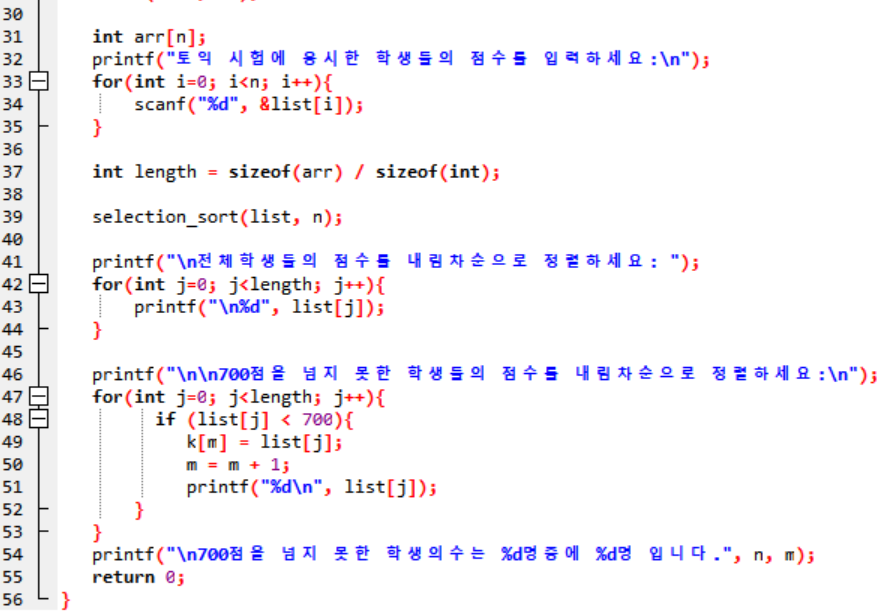 30
31 int arr[n];
32 printf("토익 시험에 응시한 학생들의 점수를 입력하세요:\n");
33 for(int i=0; i<n; i++){
34 scanf("%d", &list[i]);
35 }
36
37 int length = sizeof(arr) / sizeof(int);
38
39 selection_sort(list, n);
40
41 printf("\n전체학생들의 점수를 내림차순으로 정렬하세요: ");
42 for(int j=0; j<length; j++){
43 printf("\n%d", list[j]);
44 }
45
46 printf("\n\n700점을 넘지 못한 학생들의 점수를 내림차순으로 정렬하세요:\n");
47 for(int j=0; j<length; j++){
48 if (list[j] < 700){
49 k[m] = list[j];
50 m = m + 1;
51 printf("%d\n", list[j]);
52 }
53 }
54 printf("\n700점을 넘지 못한 학생의수는 %d명중에 %d명 입니다.", n, m);
55 return 0;
56 }